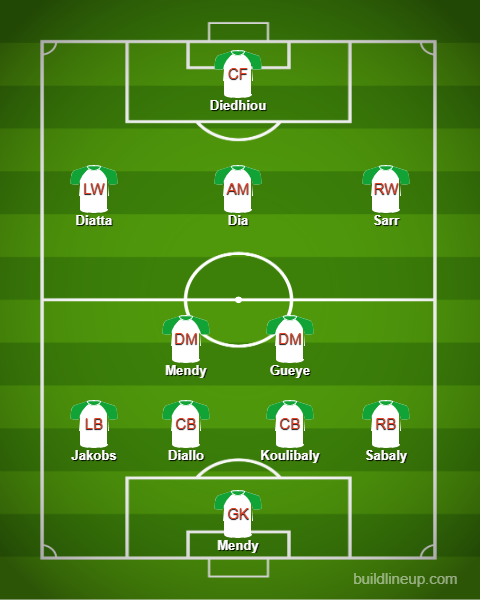 CF
Diedhiou
LW AM RW
Diatta Dia Sarr
DM DM
Mendy Gueye
LB CB CB RB
Jakobs Diallo Koulibaly Sabaly
GK
Mendy
buildlineup.com